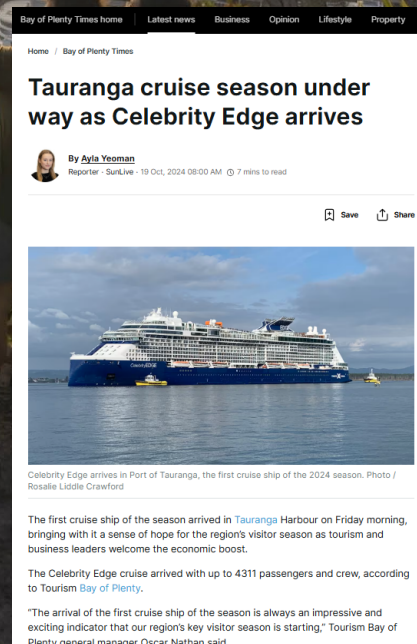 Bay of Plenty Times home Latest news Business Opinion Lifestyle Property
Home / Bay of Plenty Times
Tauranga cruise season under
way as Celebrity Edge arrives
By Ayla Yeoman
Reporter · SunLive · 19 Oct, 2024 08:00 AM 7 mins to read
Save Share
Celebrity EDGE
Celebrity Edge arrives in Port of Tauranga, the first cruise ship of the 2024 season. Photo /
Rosalie Liddle Crawford
The first cruise ship of the season arrived in Tauranga Harbour on Friday morning,
bringing with it a sense of hope for the region's visitor season as tourism and
business leaders welcome the economic boost.
The Celebrity Edge cruise arrived with up to 4311 passengers and crew, according
to Tourism Bay of Plenty.
"The arrival of the first cruise ship of the season is always an impressive and
exciting indicator that our region's key visitor season is starting," Tourism Bay of
Plenty general manager Oscar Nathan said.